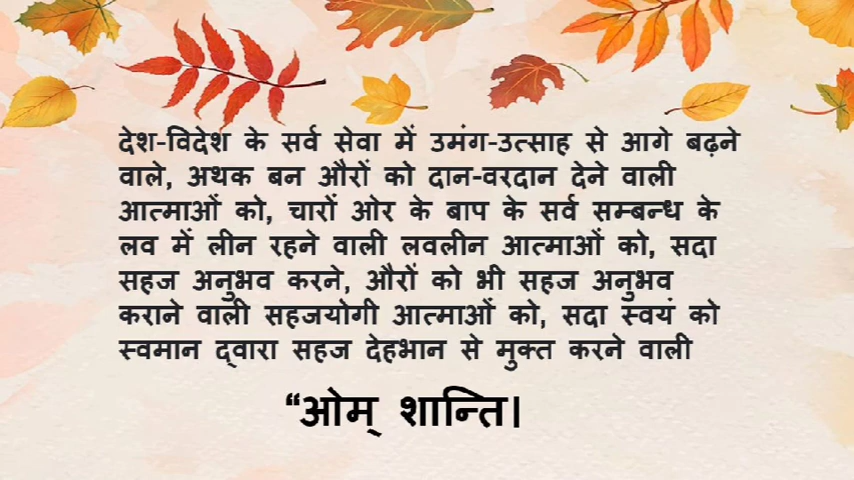 देश-विदेश के सर्व सेवा में उमंग-उत्साह से आगे बढ़ने
वाले, अथक बन औरों को दान-वरदान देने वाली
आत्माओं को, चारों ओर के बाप के सर्व सम्बन्ध के
लव में लीन रहने वाली लवलीन आत्माओं को, सदा
सहज अनुभव करने, औरों को भी सहज अनुभव
कराने वाली सहजयोगी आत्माओं को, सदा स्वयं को
स्वमान द्वारा सहज देहभान से मुक्त करने वाली
“ओम् शान्ति।